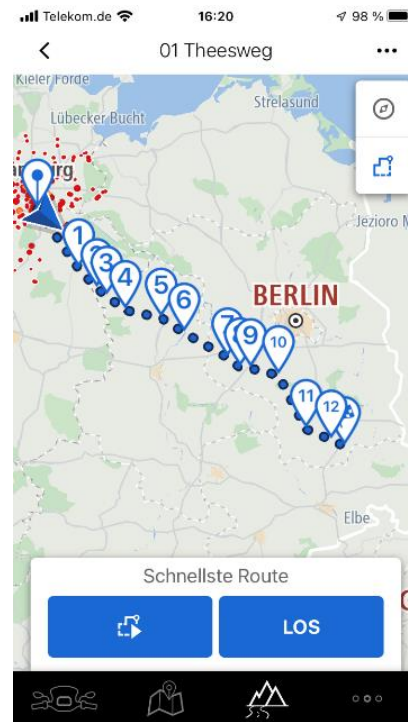 Telekom.de 16:20 98 %
01 Theesweg
Kieler Förde
Strelasund
Lübecker Bucht
Jezioro
1
3
4
5
6
BERLIN
7
9
10
11
12
Elbe
Schnellste Route
LOS